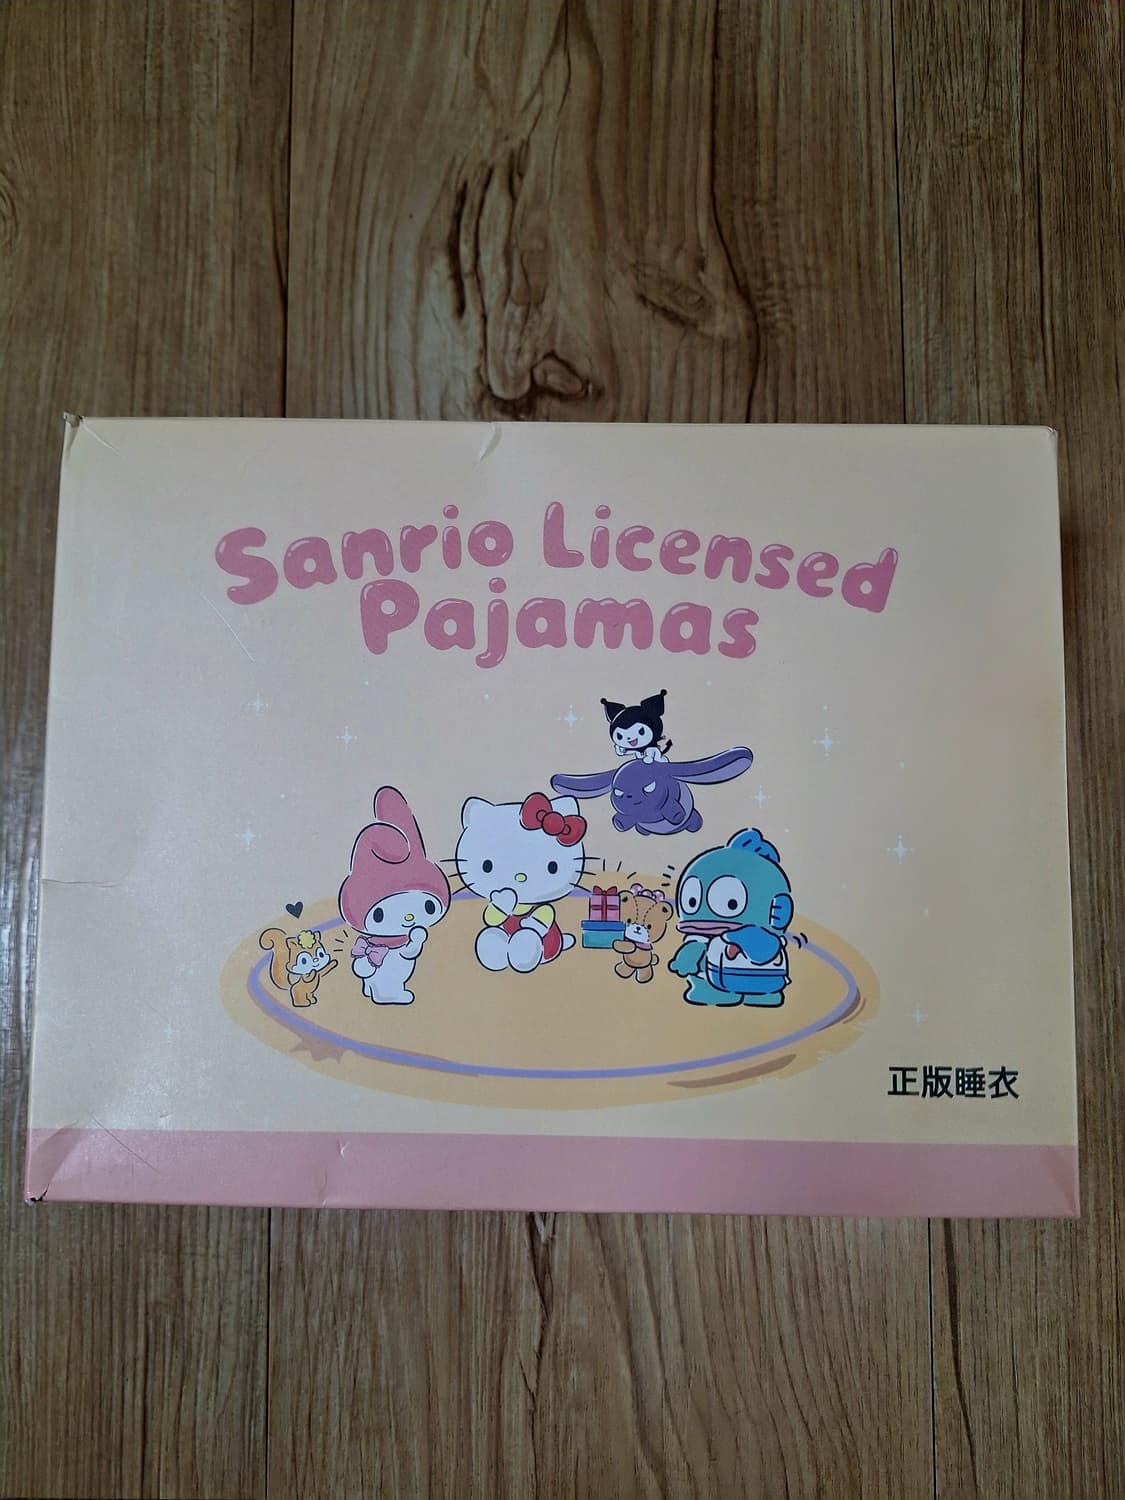 Sanrio Licensed
Pajamas
正版睡衣